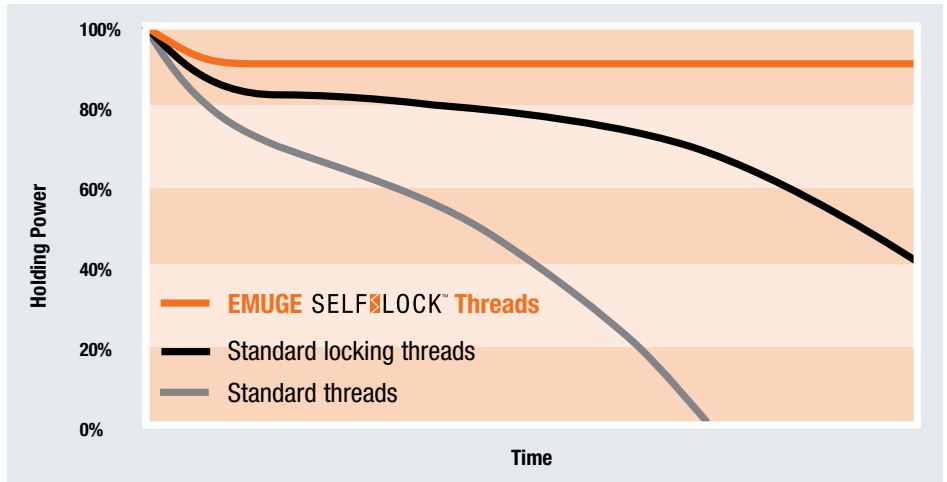 100%
80%
60%
40%
20%
0%
Holding Power
EMUGE SELF LOCK™ Threads
Standard locking threads
Standard threads
Time